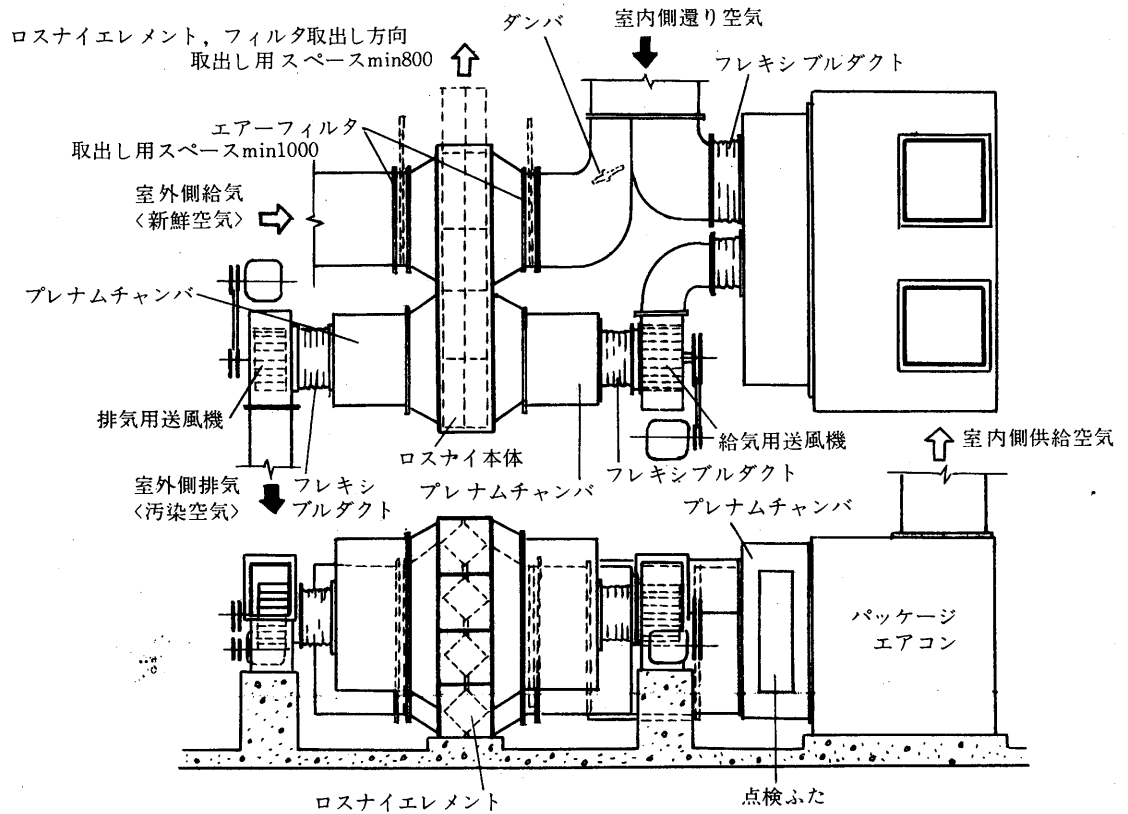 ダンパ
室内側還り空気
ロスナイエレメント，フィルタ取出し方向
取出し用スペースmin800
フレキシブルダクト
エアーフィルタ
取出し用スペースmin1000
室外側給気
〈新鮮空気〉
プレナムチャンバ
排気用送風機
ロスナイ本体
給気用送風機
室内側供給空気
フレキシブルダクト
室外側排気
〈汚染空気〉
フレキシ
ブルダクト
プレナムチャンバ
プレナムチャンバ
パッケージ
エアコン
ロスナイエレメント
点検ふた